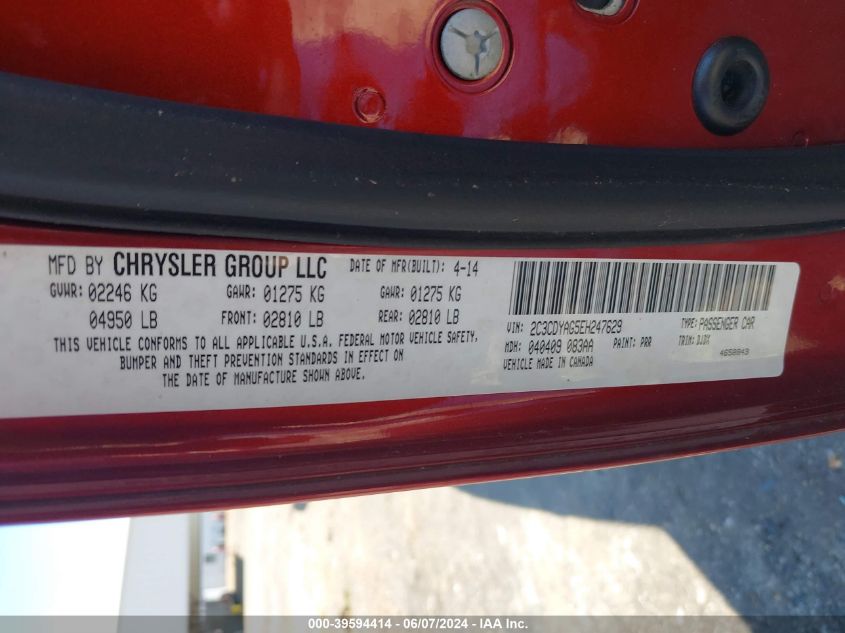 MFD BY CHRYSLER GROUP LLC DATE OF MFR(BUILT): 4-14
GVWR: 02246 KG GAWR: 01275 KG GAWR: 01275 KG
04950 LB FRONT: 02810 LB REAR: 02810 LB
THIS VEHICLE CONFORMS TO ALL APPLICABLE U.S.A. FEDERAL MOTOR VEHICLE SAFETY,
BUMPER AND THEFT PREVENTION STANDARDS IN EFFECT ON
THE DATE OF MANUFACTURE SHOWN ABOVE.
VIN: 2C3CDYAG5EH247629 TYPE: PASSENGER CAR
MDH: 040409 083AA PAINT: PRR TRIM: DJDX
VEHICLE MADE IN CANADA 4658843
000-39594414 - 06/07/2024 - IAA Inc.